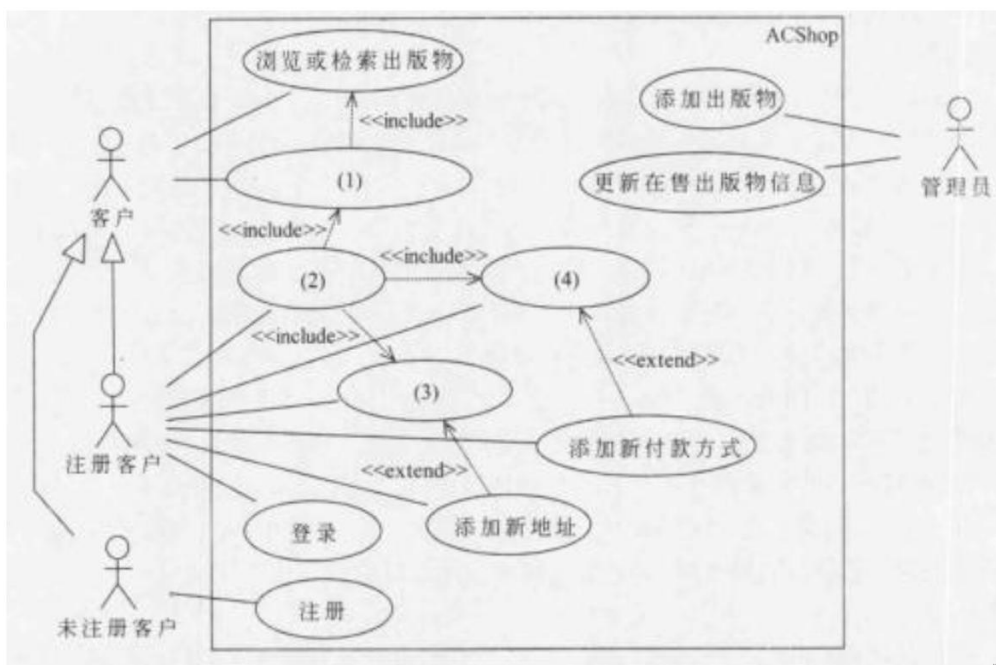 ACShop
浏览或检索出版物
添加出版物
<<include>>
(1)
更新在售出版物信息
管理员
客户
<<include>>
<<include>>
(2)
(4)
<<include>>
<<extend>>
(3)
注册客户
添加新付款方式
<<extend>>
登录
添加新地址
注册
未注册客户